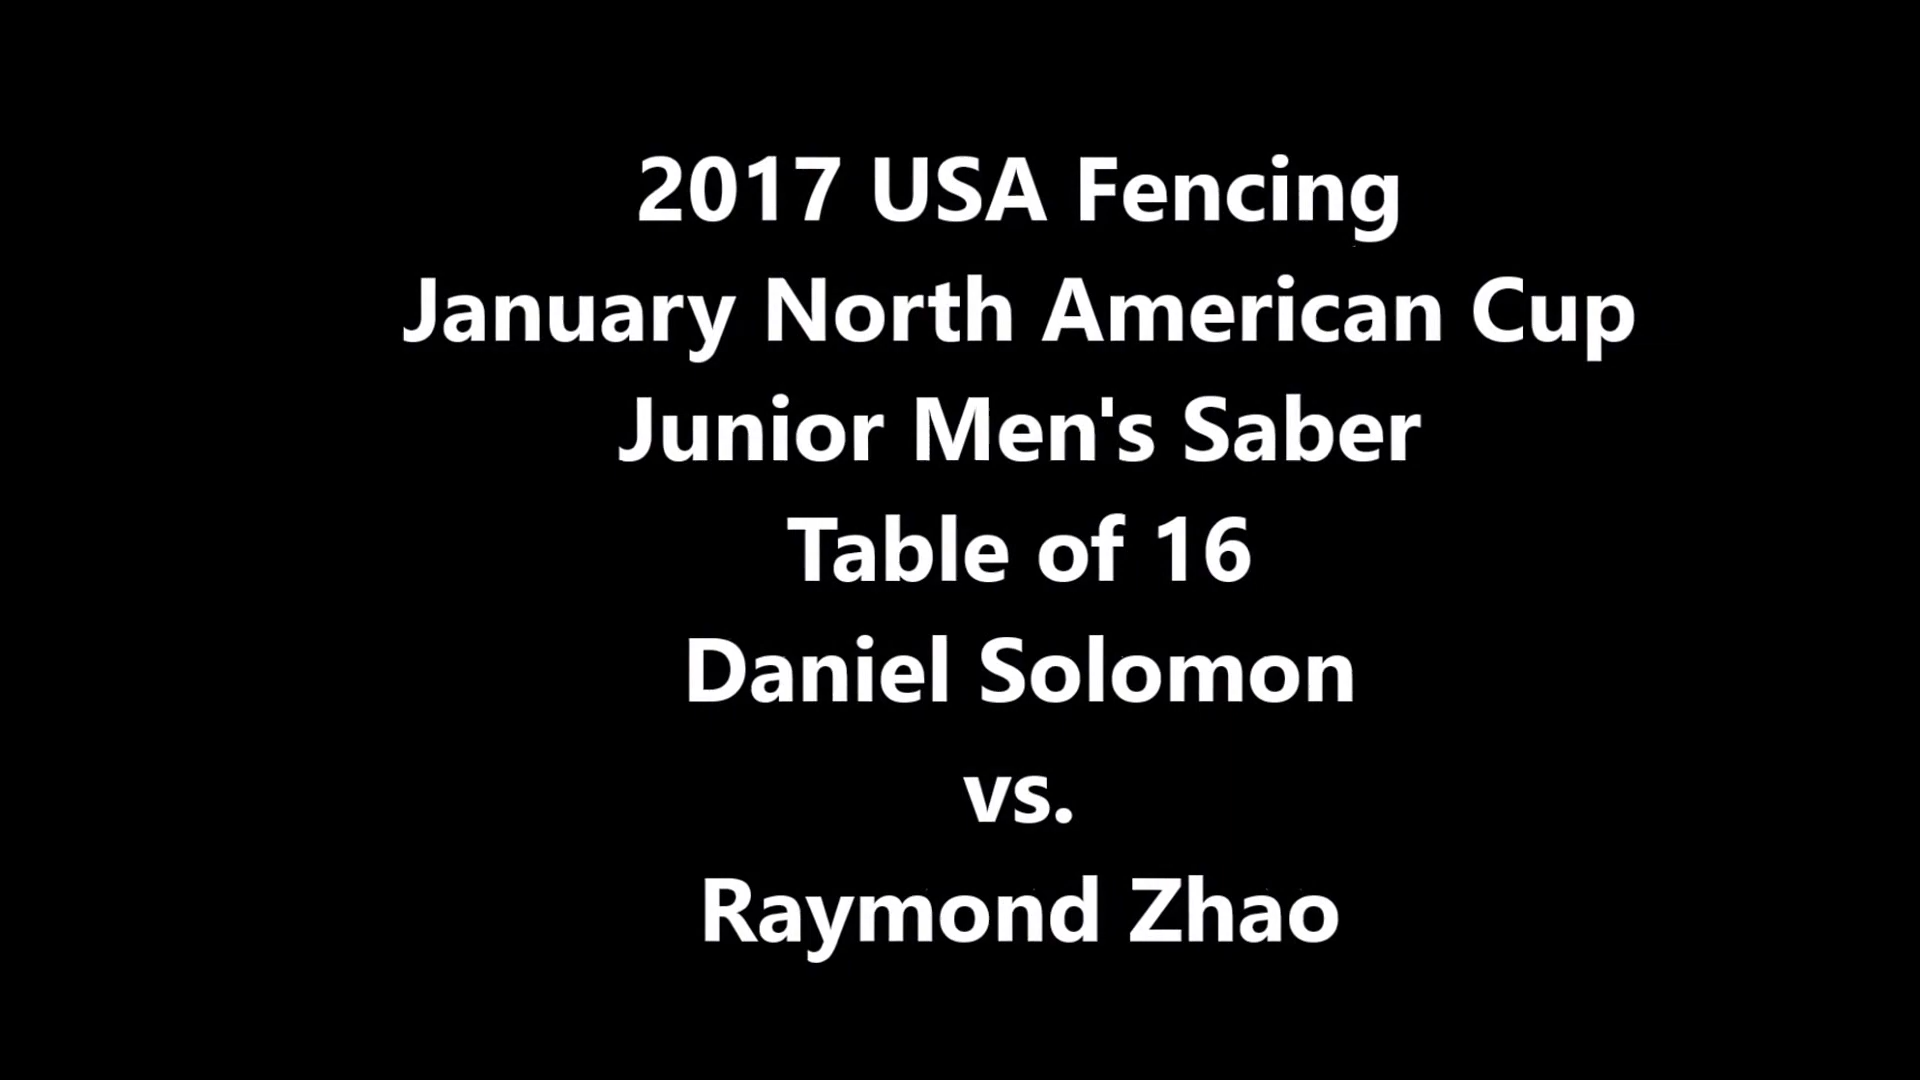 2017 USA Fencing
January North American Cup
Junior Men's Saber
Table of 16
Daniel Solomon
vs.
Raymond Zhao